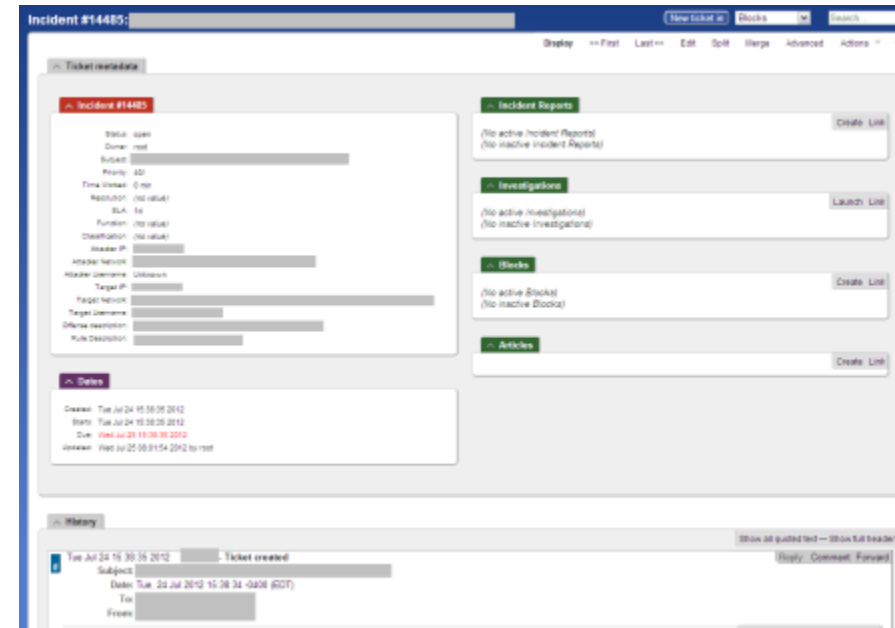 Incident #14485:
New ticket in Blocks Search
Display First Last Edit Split Merge Advanced Actions
Ticket metadata
Incident #14485
Status: open
Owner: root
Subject:
Priority:
Time Worked: 0 min
Resolution: (no value)
SLA: 1d
Function: (no value)
Classification: (no value)
Attacker IP:
Attacker Network:
Attacker Username: Unknown
Target IP:
Target Network:
Target Username:
Offense description:
Rule Description:
Dates
Created: Tue Jul 24 15:38:35 2012
Starts: Tue Jul 24 15:38:35 2012
Due: Wed Jul 25 15:38:35 2012
Updated: Wed Jul 25 08:01:54 2012 by root
Incident Reports
Create Link
(No active Incident Reports)
(No inactive Incident Reports)
Investigations
Launch Link
(No active Investigations)
(No inactive Investigations)
Blocks
Create Link
(No active Blocks)
(No inactive Blocks)
Articles
Create Link
History
Show all quoted text — Show full header
# Tue Jul 24 15:38:35 2012 - Ticket created
Reply Comment Forward
Subject:
Date: Tue, 24 Jul 2012 15:38:34 -0400 (EDT)
To:
From: